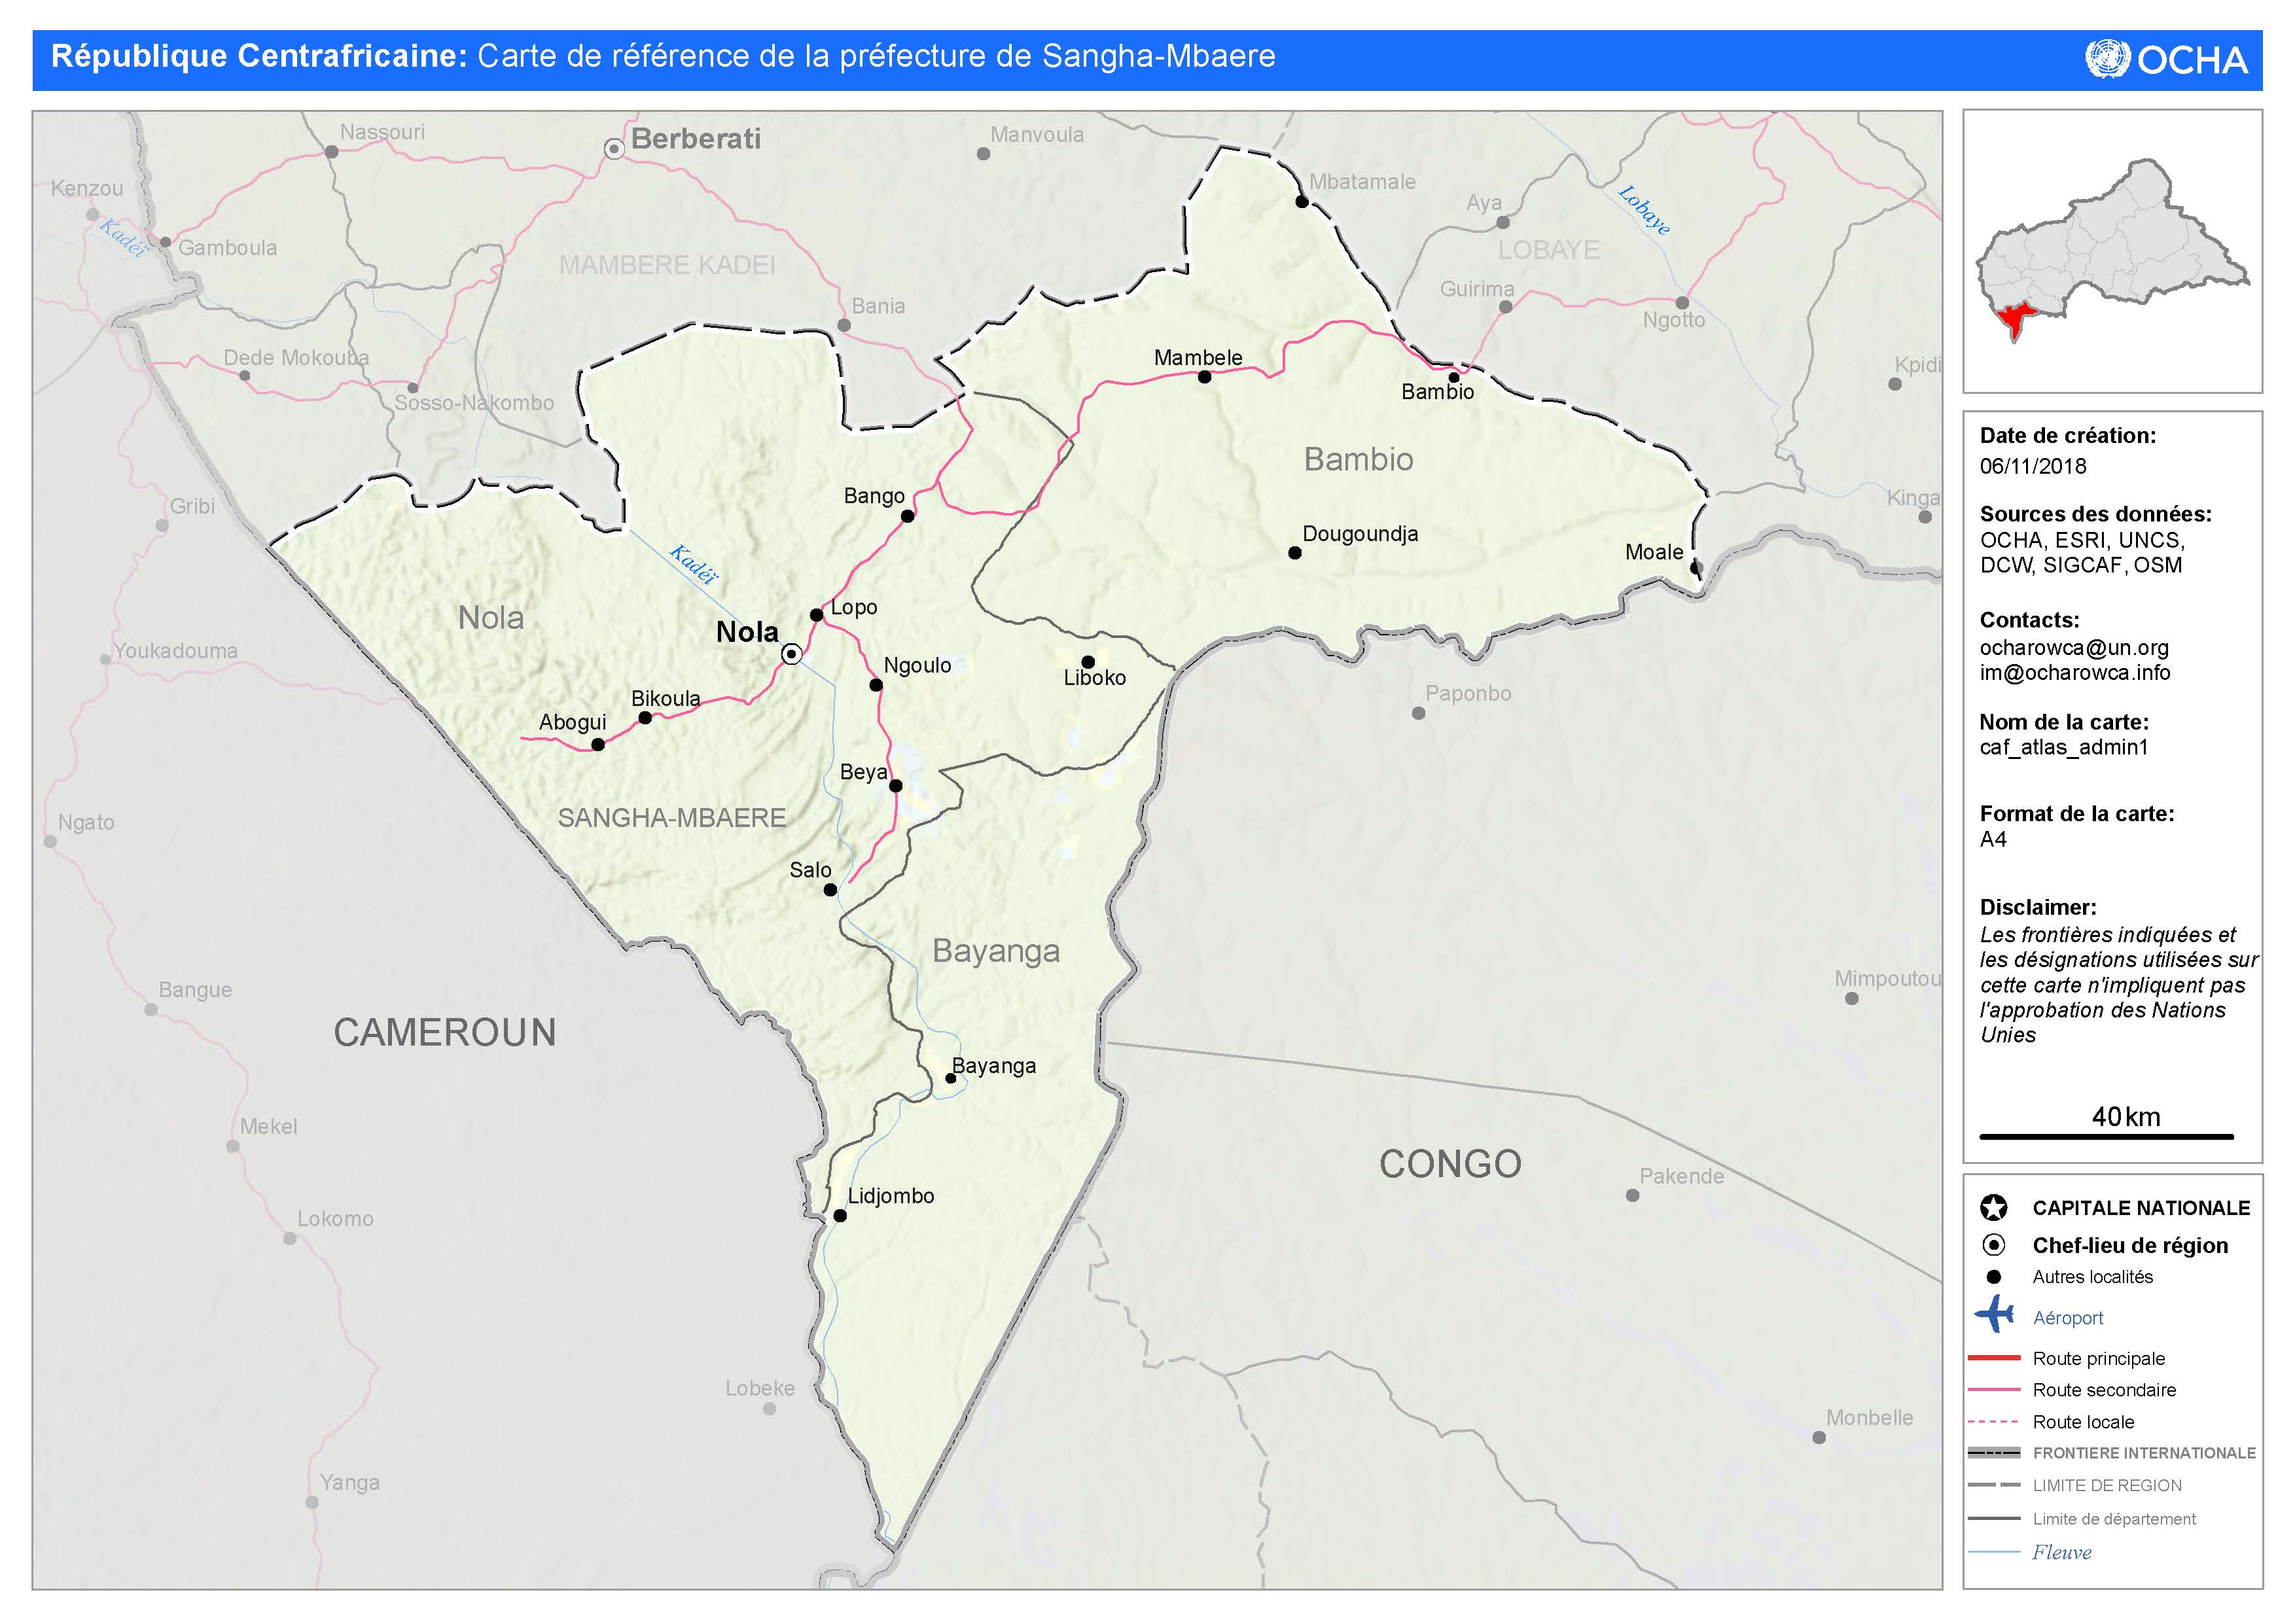 République Centrafricaine: Carte de référence de la préfecture de Sangha-Mbaere
OCHA
Nassouri
Berberati
Manvoula
Mbatamale
Kenzou
Kadéï
Gamboula
MAMBERE KADEI
Aya
Lobaye
LOBAYE
Guirima
Ngotto
Bania
Dede Mokouba
Sosso-Nakombo
Mambele
Bambio
Kpidi
Bambio
Bango
Gribi
Kinga
Dougoundja
Moale
Kadéï
Nola
Lopo
Nola
Youkadouma
Ngoulo
Liboko
Paponbo
Bikoula
Abogui
Beya
SANGHA-MBAERE
Ngato
Salo
Bayanga
Bangue
Mimpoutou
CAMEROUN
Bayanga
Mekel
CONGO
Pakende
Lidjombo
Lokomo
Lobeke
Monbelle
Yanga
Date de création:
06/11/2018
Sources des données:
OCHA, ESRI, UNCS,
DCW, SIGCAF, OSM
Contacts:
ocharowca@un.org
im@ocharowca.info
Nom de la carte:
caf_atlas_admin1
Format de la carte:
A4
Disclaimer:
Les frontières indiquées et
les désignations utilisées sur
cette carte n'impliquent pas
l'approbation des Nations
Unies
40 km
CAPITALE NATIONALE
Chef-lieu de région
Autres localités
Aéroport
Route principale
Route secondaire
Route locale
FRONTIERE INTERNATIONALE
LIMITE DE REGION
Limite de département
Fleuve